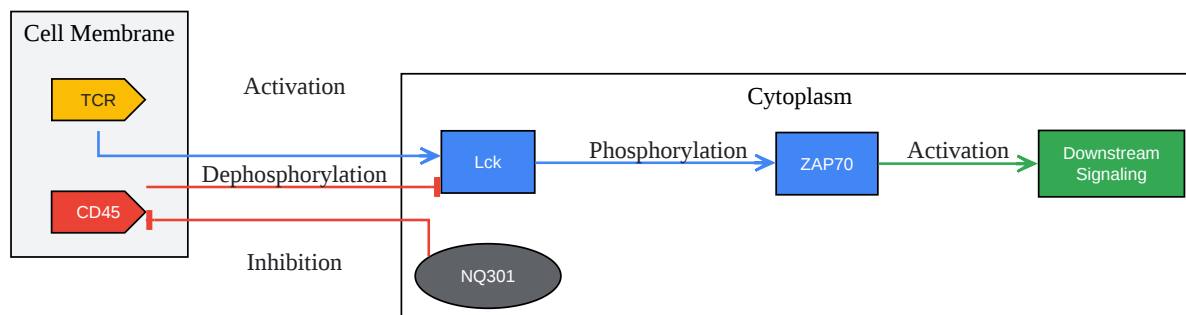 Cell Membrane
TCR
Activation
Cytoplasm
Lck
Phosphorylation
ZAP70
Activation
Downstream
Signaling
Dephosphorylation
CD45
Inhibition
NQ301